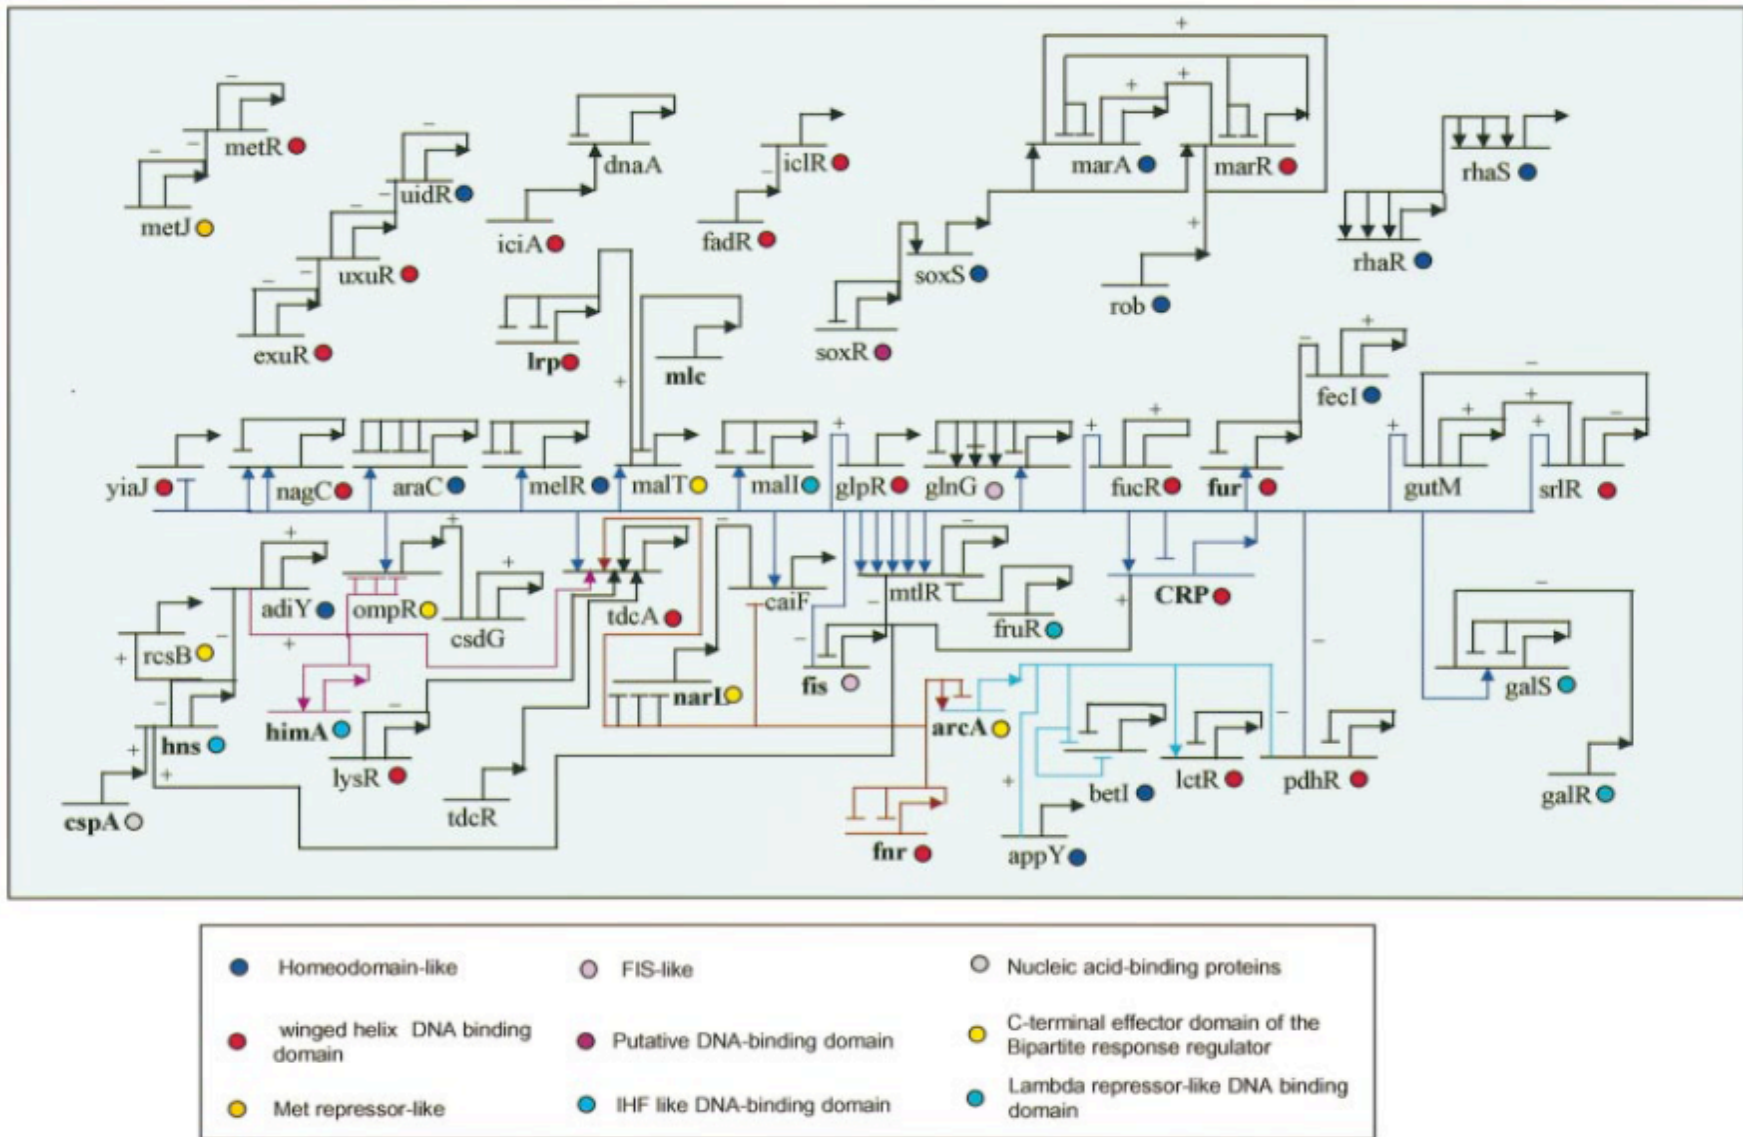 +
metR
metJ
uidR
uxuR
exuR
dnaA
iciA
iclR
fadR
marA
marR
rhaS
rhaR
soxS
soxR
rob
lrp
mlc
fecI
yiaJ
nagC
araC
melR
malT
malI
glpR
glnG
fucR
fur
gutM
srlR
adiY
ompR
csdG
tdcA
caiF
mtlR
fruR
CRP
rcsB
hns
himA
lysR
tdcR
narL
fis
arcA
betI
lctR
pdhR
galS
galR
cspA
fnr
appY
Homeodomain-like
FIS-like
Nucleic acid-binding proteins
winged helix DNA binding
domain
Putative DNA-binding domain
C-terminal effector domain of the
Bipartite response regulator
Met repressor-like
IHF like DNA-binding domain
Lambda repressor-like DNA binding
domain